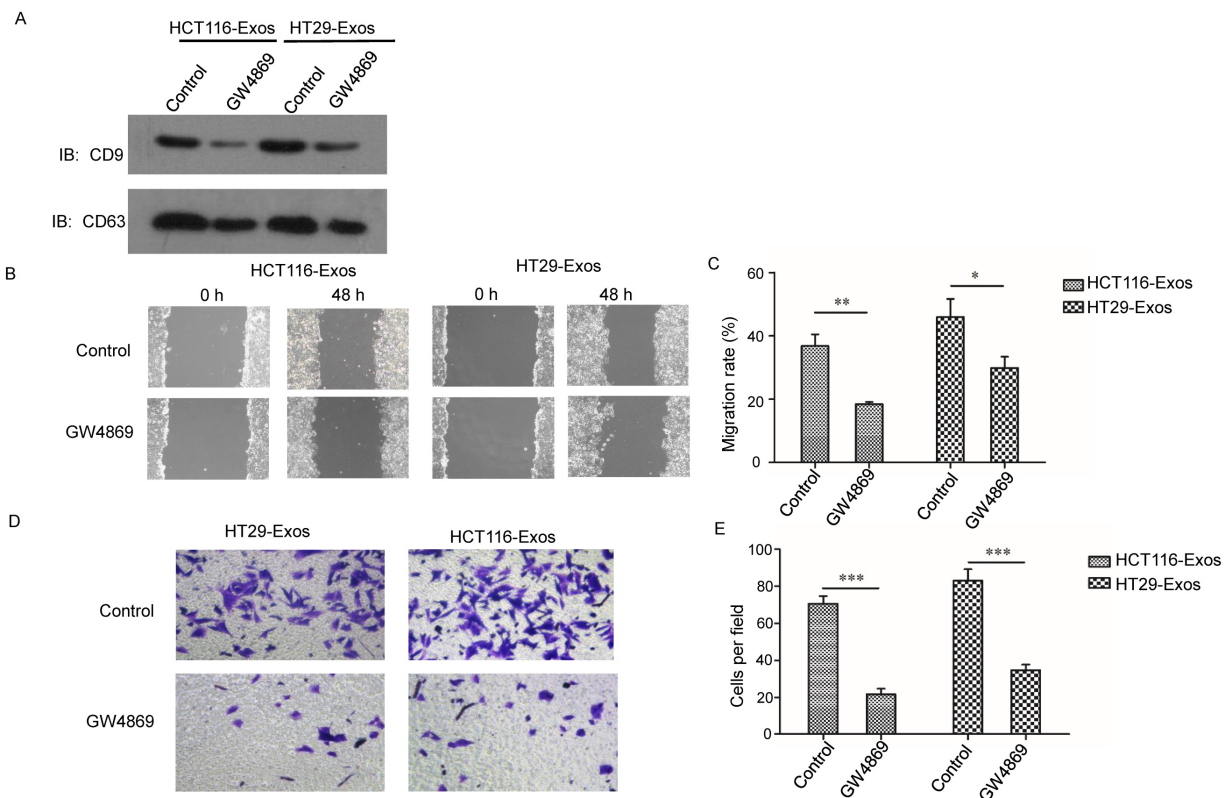 A
HCT116-Exos HT29-Exos
Control GW4869 Control GW4869
IB: CD9
IB: CD63
B
HCT116-Exos HT29-Exos
0 h 48 h 0 h 48 h
Control
GW4869
C
Migration rate (%)
60
40
20
0
** *
Control GW4869 Control GW4869
HCT116-Exos
HT29-Exos
D
HT29-Exos HCT116-Exos
Control
GW4869
E
Cells per field
100
80
60
40
20
0
*** ***
Control GW4869 Control GW4869
HCT116-Exos
HT29-Exos